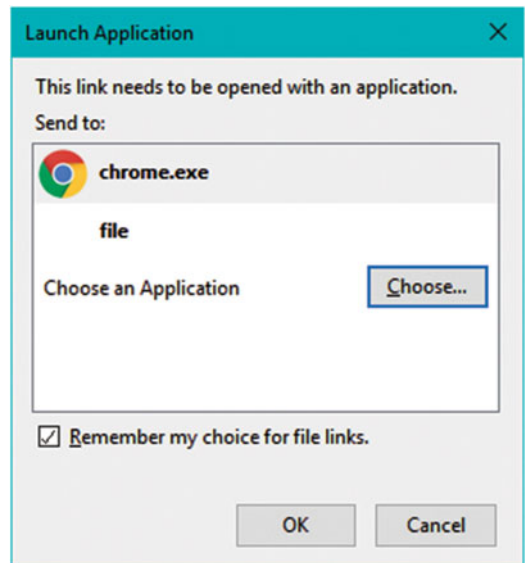 Launch Application
This link needs to be opened with an application.
Send to:
chrome.exe
file
Choose an Application
Choose...
Remember my choice for file links.
OK
Cancel